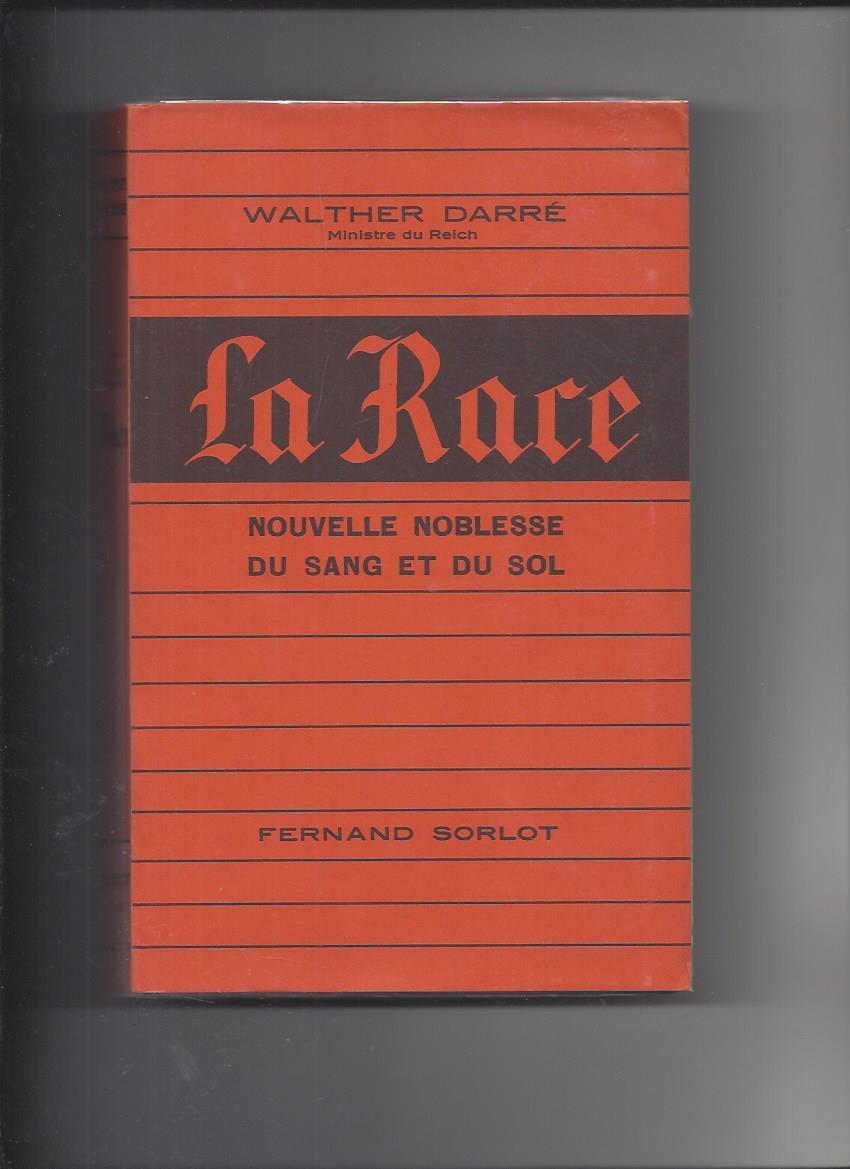 WALTHER DARRÉ
Ministre du Reich
La Race
NOUVELLE NOBLESSE
DU SANG ET DU SOL
FERNAND SORLOT